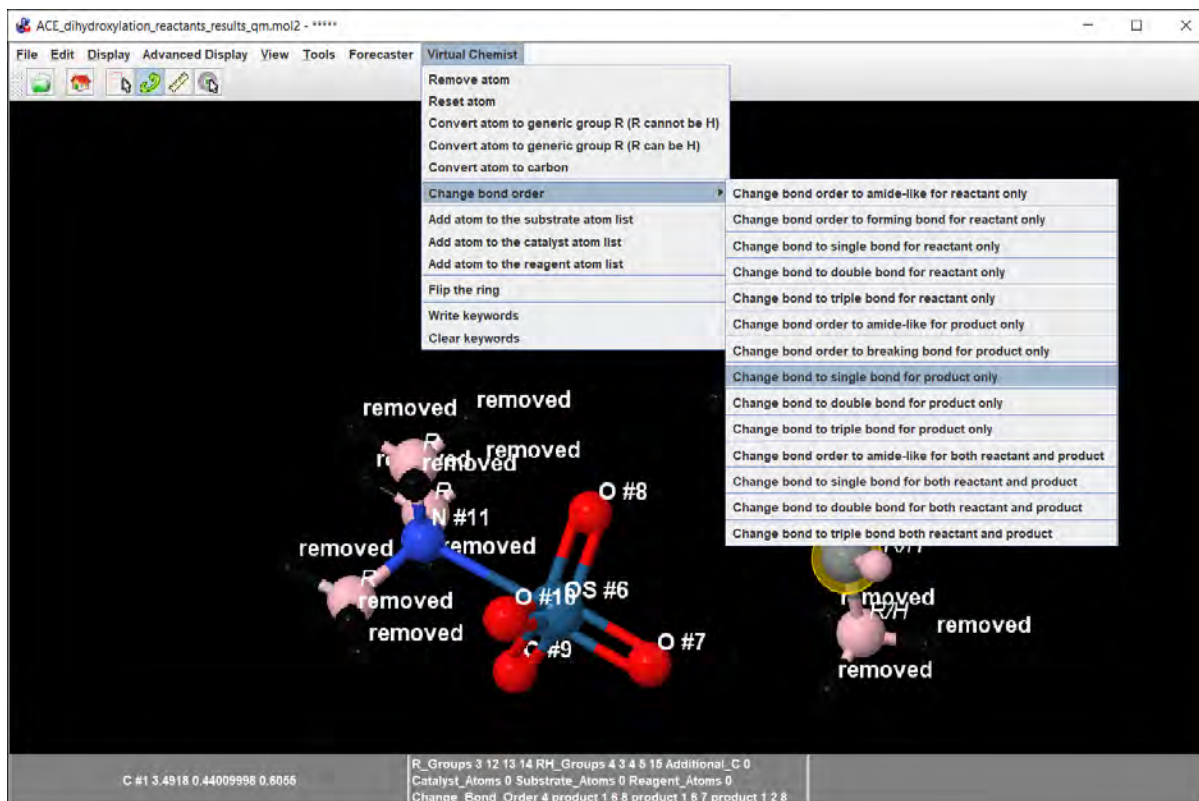 ACE_dihydroxylation_reactants_results_qm.mol2 - *****
File Edit Display Advanced Display View Tools Forecaster Virtual Chemist
Remove atom
Reset atom
Convert atom to generic group R (R cannot be H)
Convert atom to generic group R (R can be H)
Convert atom to carbon
Change bond order
Add atom to the substrate atom list
Add atom to the catalyst atom list
Add atom to the reagent atom list
Flip the ring
Write keywords
Clear keywords
Change bond order to amide-like for reactant only
Change bond order to forming bond for reactant only
Change bond to single bond for reactant only
Change bond to double bond for reactant only
Change bond to triple bond for reactant only
Change bond order to amide-like for product only
Change bond order to breaking bond for product only
Change bond to single bond for product only
Change bond to double bond for product only
Change bond to triple bond for product only
Change bond order to amide-like for both reactant and product
Change bond to single bond for both reactant and product
Change bond to double bond for both reactant and product
Change bond to triple bond both reactant and product
removed removed
R
removed removed
R
O #8
N #11
removed removed
R
removed
removed
O #10 OS #6
O #9
O #7
R/H
removed
R/H
removed
removed
C #1 3.4918 0.44009998 0.6055
R_Groups 3 12 13 14 RH_Groups 4 3 4 5 15 Additional_C 0
Catalyst_Atoms 0 Substrate_Atoms 0 Reagent_Atoms 0
Change_Bond_Order 4 product 1 6 8 product 1 6 7 product 1 2 8